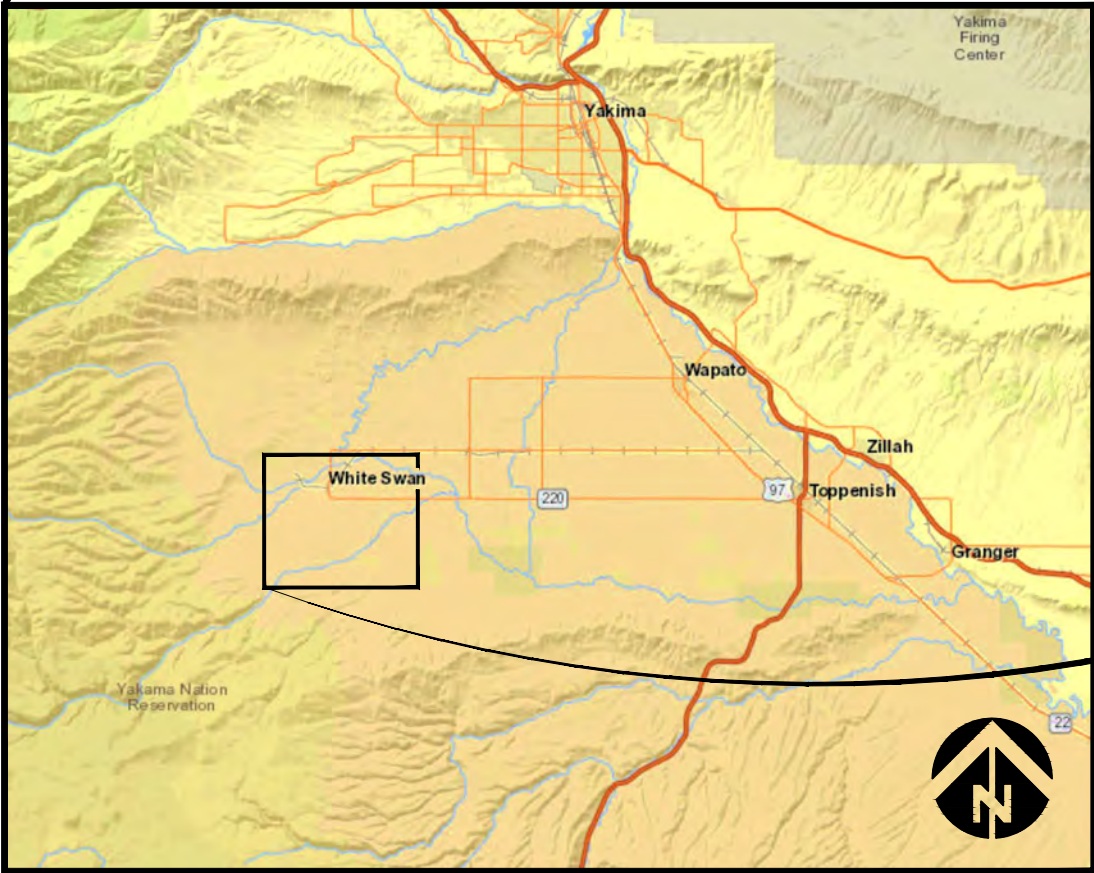 Yakima
Firing
Center
Yakima
Wapato
Zillah
White Swan
97
Toppenish
220
Granger
Yakama Nation
Reservation
22
N